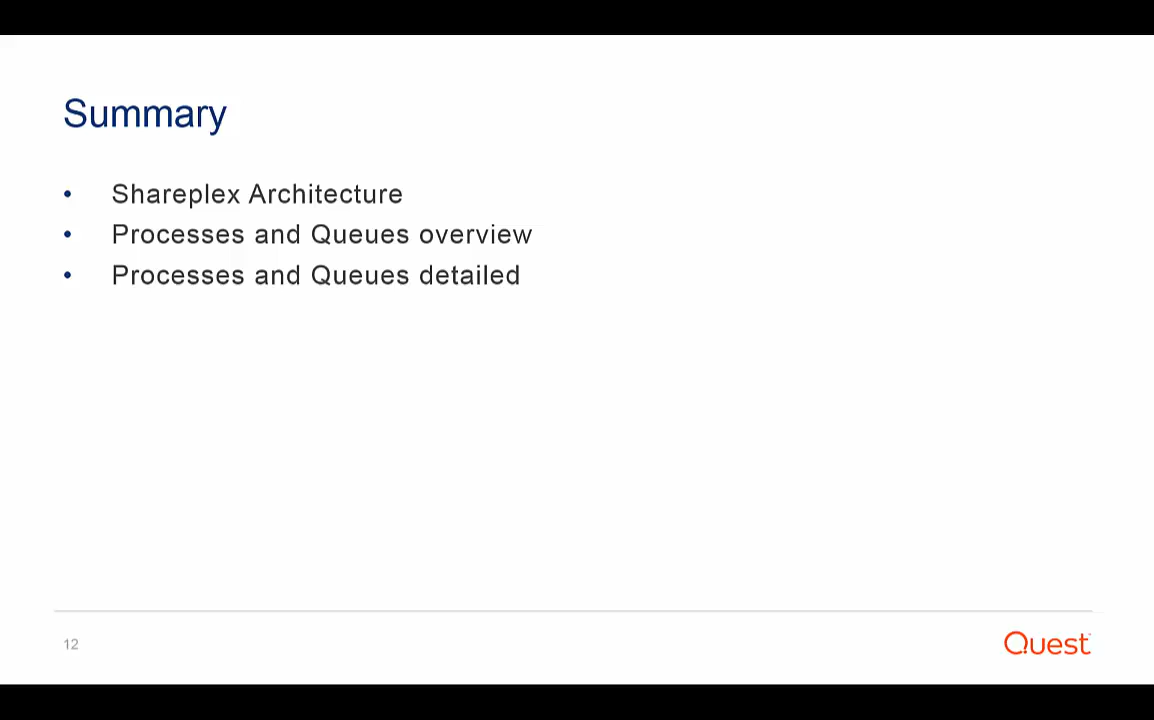 Summary
• Shareplex Architecture
• Processes and Queues overview
• Processes and Queues detailed
12
Quest